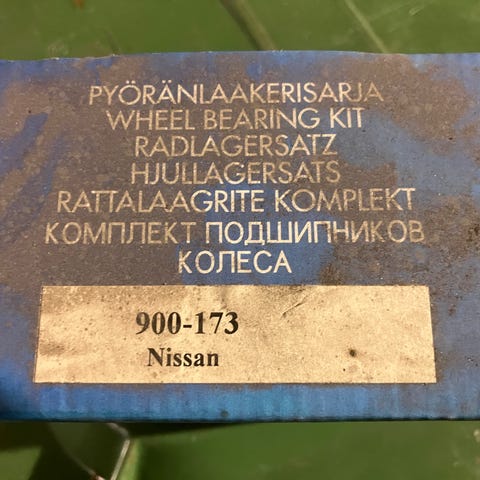 PYÖRÄNLAAKERISARJA
WHEEL BEARING KIT
RADLAGERSATZ
HJULLAGERSATS
RATTALAAGRITE KOMPLEKT
КОМПЛЕКТ ПОДШИПНИКОВ
КОЛЕСА
900-173
Nissan